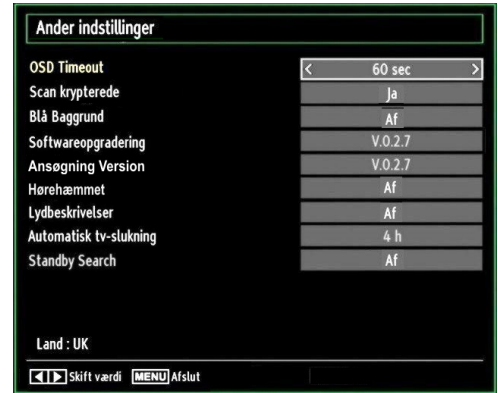 Ander indstillinger
OSD Timeout 60 sec
Scan krypterede Ja
Blå Baggrund Af
Softwareopgradering V.0.2.7
Ansøgning Version V.0.2.7
Hørehæmmet Af
Lydbeskrivelser Af
Automatisk tv-slukning 4 h
Standby Search Af
Land : UK
Skift værdi MENU Afslut